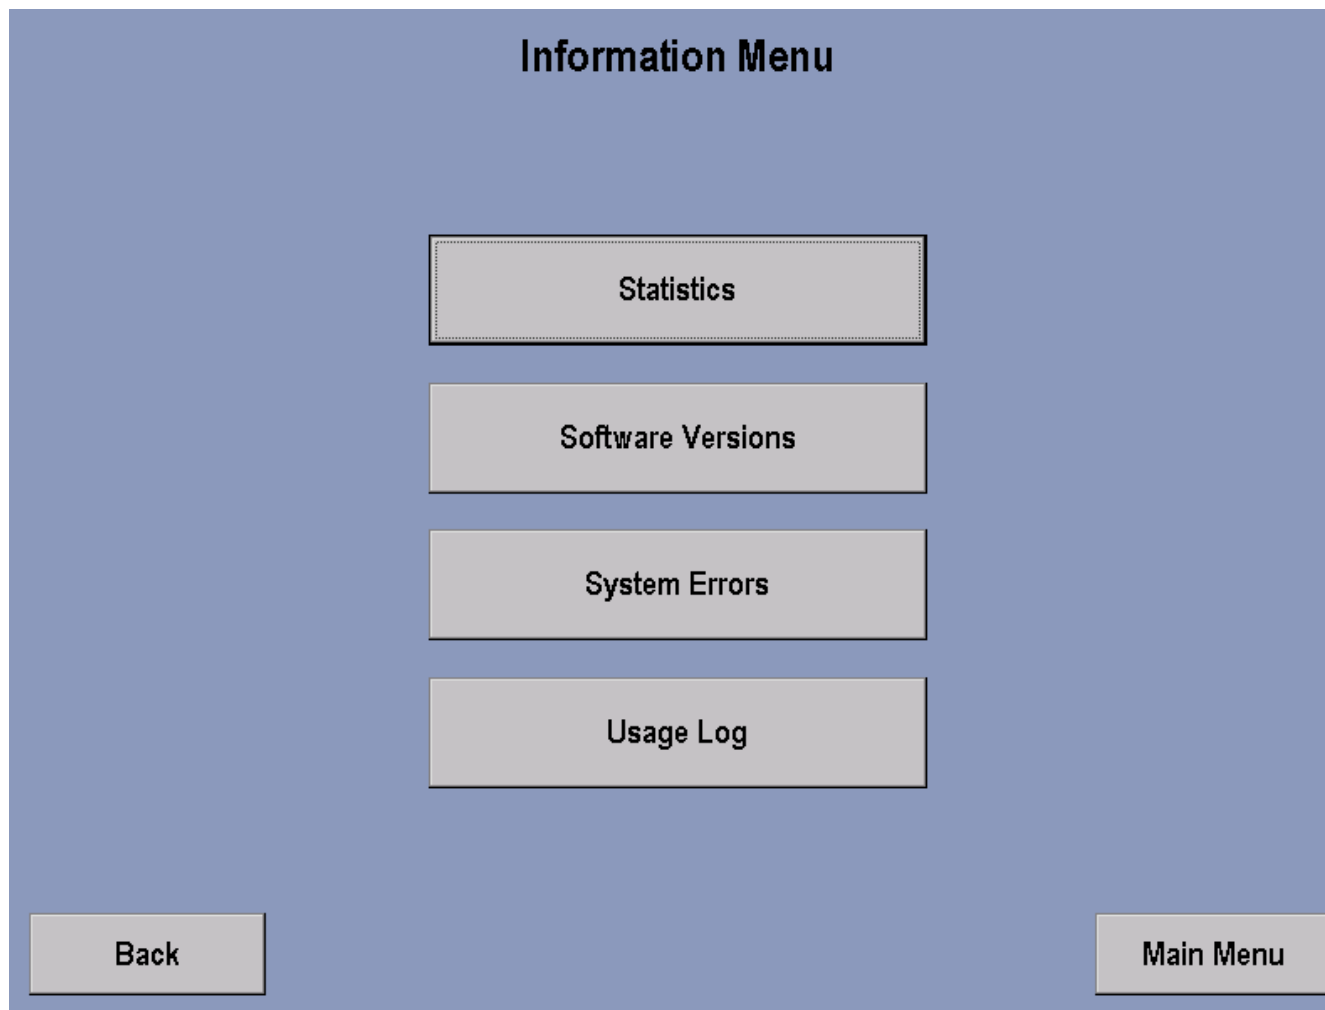 Information Menu
Statistics
Software Versions
System Errors
Usage Log
Back
Main Menu